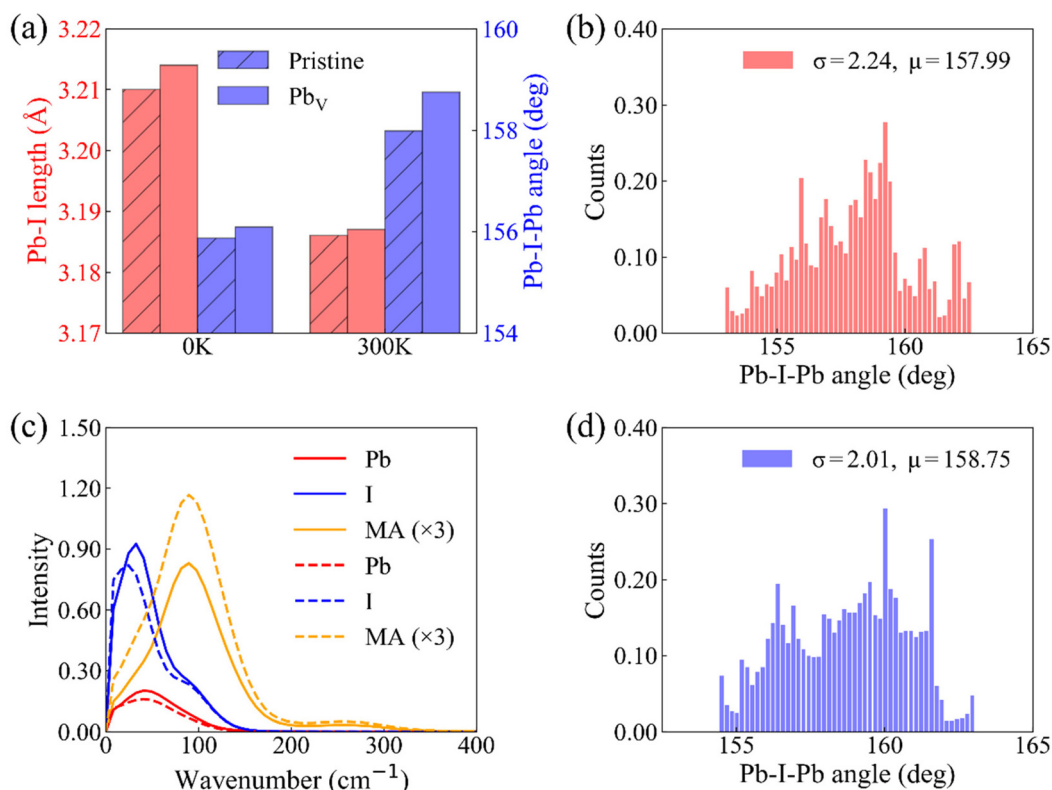 (a)
3.22
3.21
3.20
3.19
3.18
3.17
Pb-I length (Å)
Pristine
Pb_V
0K
300K
160
158
156
154
Pb-I-Pb angle (deg)
(b)
σ=2.24, μ=157.99
0.40
0.30
0.20
0.10
0.00
Counts
155
160
165
Pb-I-Pb angle (deg)
(c)
1.50
1.20
0.90
0.60
0.30
0.00
Intensity
Pb
I
MA (×3)
Pb
I
MA (×3)
0
100
200
300
400
Wavenumber (cm⁻¹)
(d)
σ=2.01, μ=158.75
0.40
0.30
0.20
0.10
0.00
Counts
155
160
165
Pb-I-Pb angle (deg)